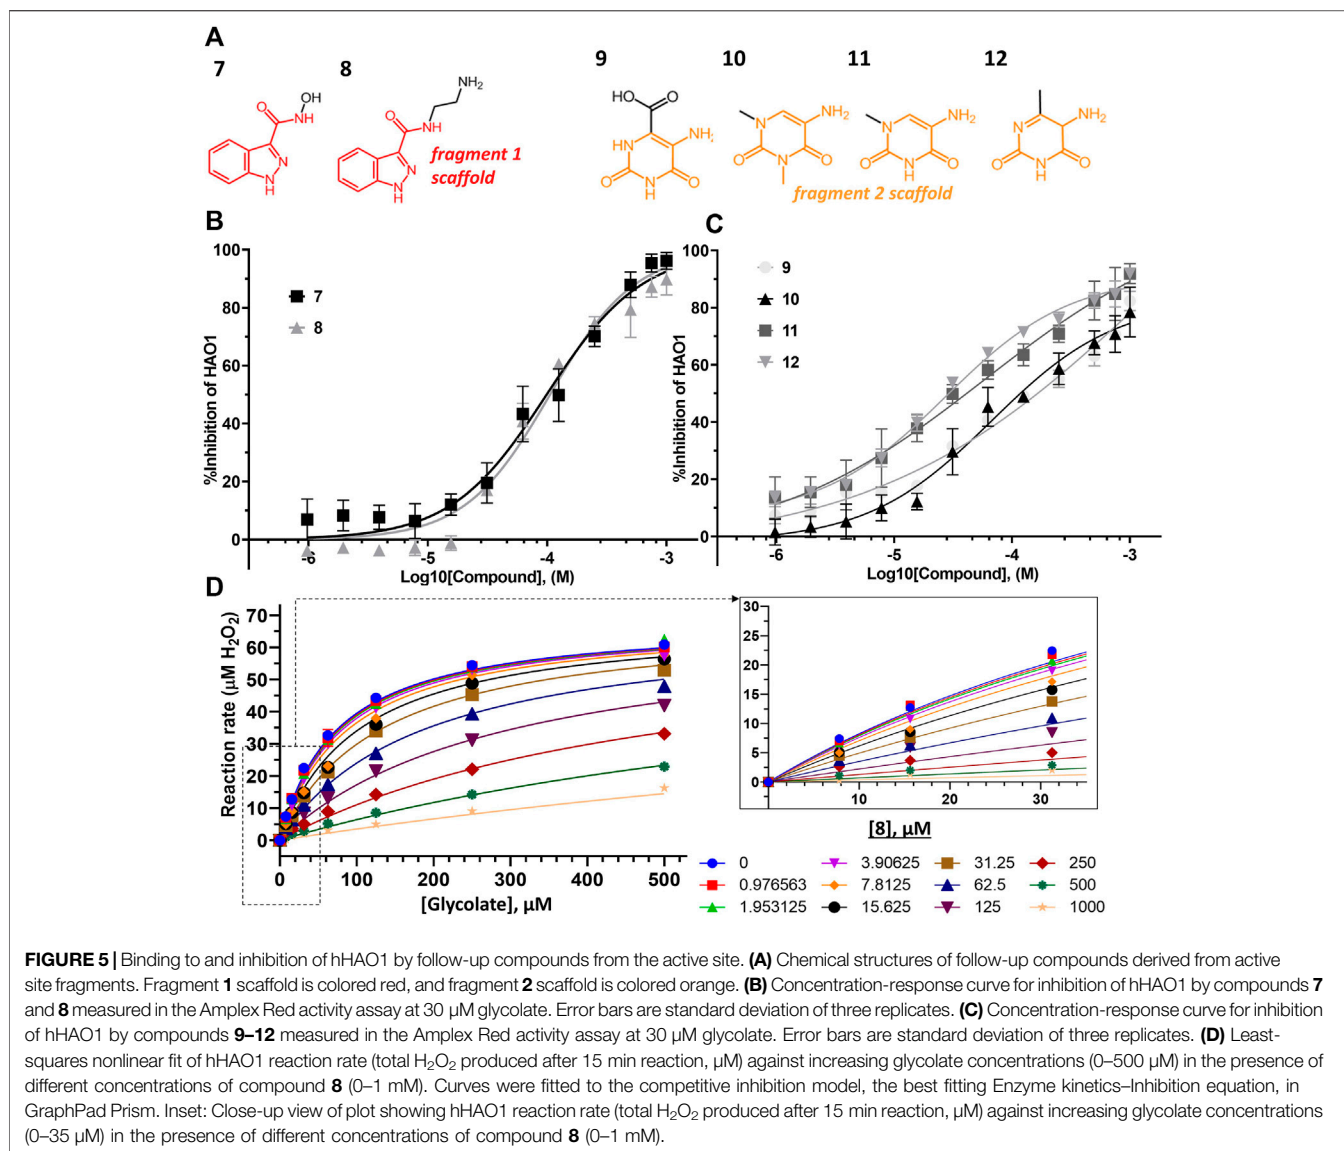 A
7
8
9
10
11
12
OH
O
NH
N
N
H
NH2
O
NH
N
N
H
fragment 1
scaffold
HO
O
NH2
HN
O
N
H
O
N
NH2
O
N
O
N
NH2
O
N
H
O
N
NH2
O
N
H
O
fragment 2 scaffold
B
%Inhibition of HAO1
100
80
60
40
20
0
7
8
-6
-5
-4
-3
Log10[Compound], (M)
C
%Inhibition of HAO1
100
80
60
40
20
0
9
10
11
12
-6
-5
-4
-3
Log10[Compound], (M)
D
Reaction rate (µM H2O2)
70
60
50
40
30
20
10
0
0
100
200
300
400
500
[Glycolate], µM
30
25
20
15
10
5
0
10
20
30
[8], µM
0
3.90625
31.25
250
0.976563
7.8125
62.5
500
1.953125
15.625
125
1000
FIGURE 5 | Binding to and inhibition of hHAO1 by follow-up compounds from the active site. (A) Chemical structures of follow-up compounds derived from active
site fragments. Fragment 1 scaffold is colored red, and fragment 2 scaffold is colored orange. (B) Concentration-response curve for inhibition of hHAO1 by compounds 7
and 8 measured in the Amplex Red activity assay at 30 µM glycolate. Error bars are standard deviation of three replicates. (C) Concentration-response curve for inhibition
of hHAO1 by compounds 9–12 measured in the Amplex Red activity assay at 30 µM glycolate. Error bars are standard deviation of three replicates. (D) Least-
squares nonlinear fit of hHAO1 reaction rate (total H2O2 produced after 15 min reaction, µM) against increasing glycolate concentrations (0–500 µM) in the presence of
different concentrations of compound 8 (0–1 mM). Curves were fitted to the competitive inhibition model, the best fitting Enzyme kinetics–Inhibition equation, in
GraphPad Prism. Inset: Close-up view of plot showing hHAO1 reaction rate (total H2O2 produced after 15 min reaction, µM) against increasing glycolate concentrations
(0–35 µM) in the presence of different concentrations of compound 8 (0–1 mM).